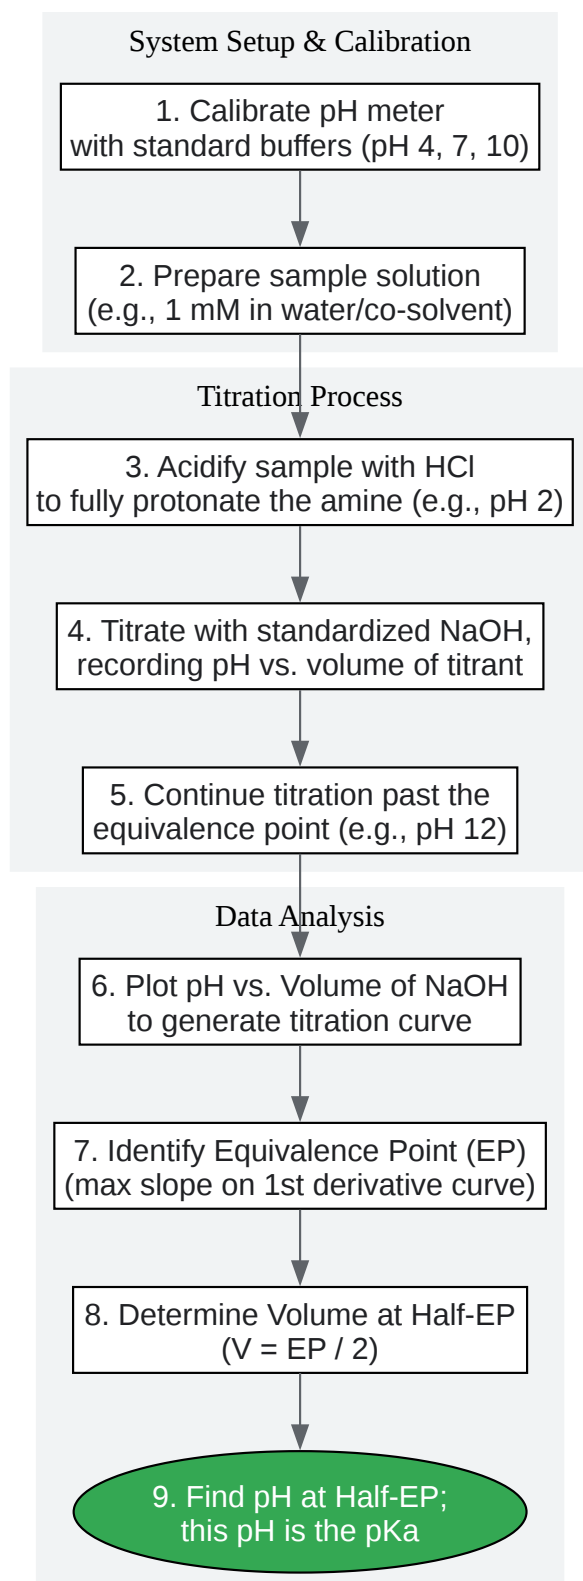 System Setup & Calibration
1. Calibrate pH meter
with standard buffers (pH 4, 7, 10)
2. Prepare sample solution
(e.g., 1 mM in water/co-solvent)
Titration Process
3. Acidify sample with HCl
to fully protonate the amine (e.g., pH 2)
4. Titrate with standardized NaOH,
recording pH vs. volume of titrant
5. Continue titration past the
equivalence point (e.g., pH 12)
Data Analysis
6. Plot pH vs. Volume of NaOH
to generate titration curve
7. Identify Equivalence Point (EP)
(max slope on 1st derivative curve)
8. Determine Volume at Half-EP
(V = EP / 2)
9. Find pH at Half-EP;
this pH is the pKa